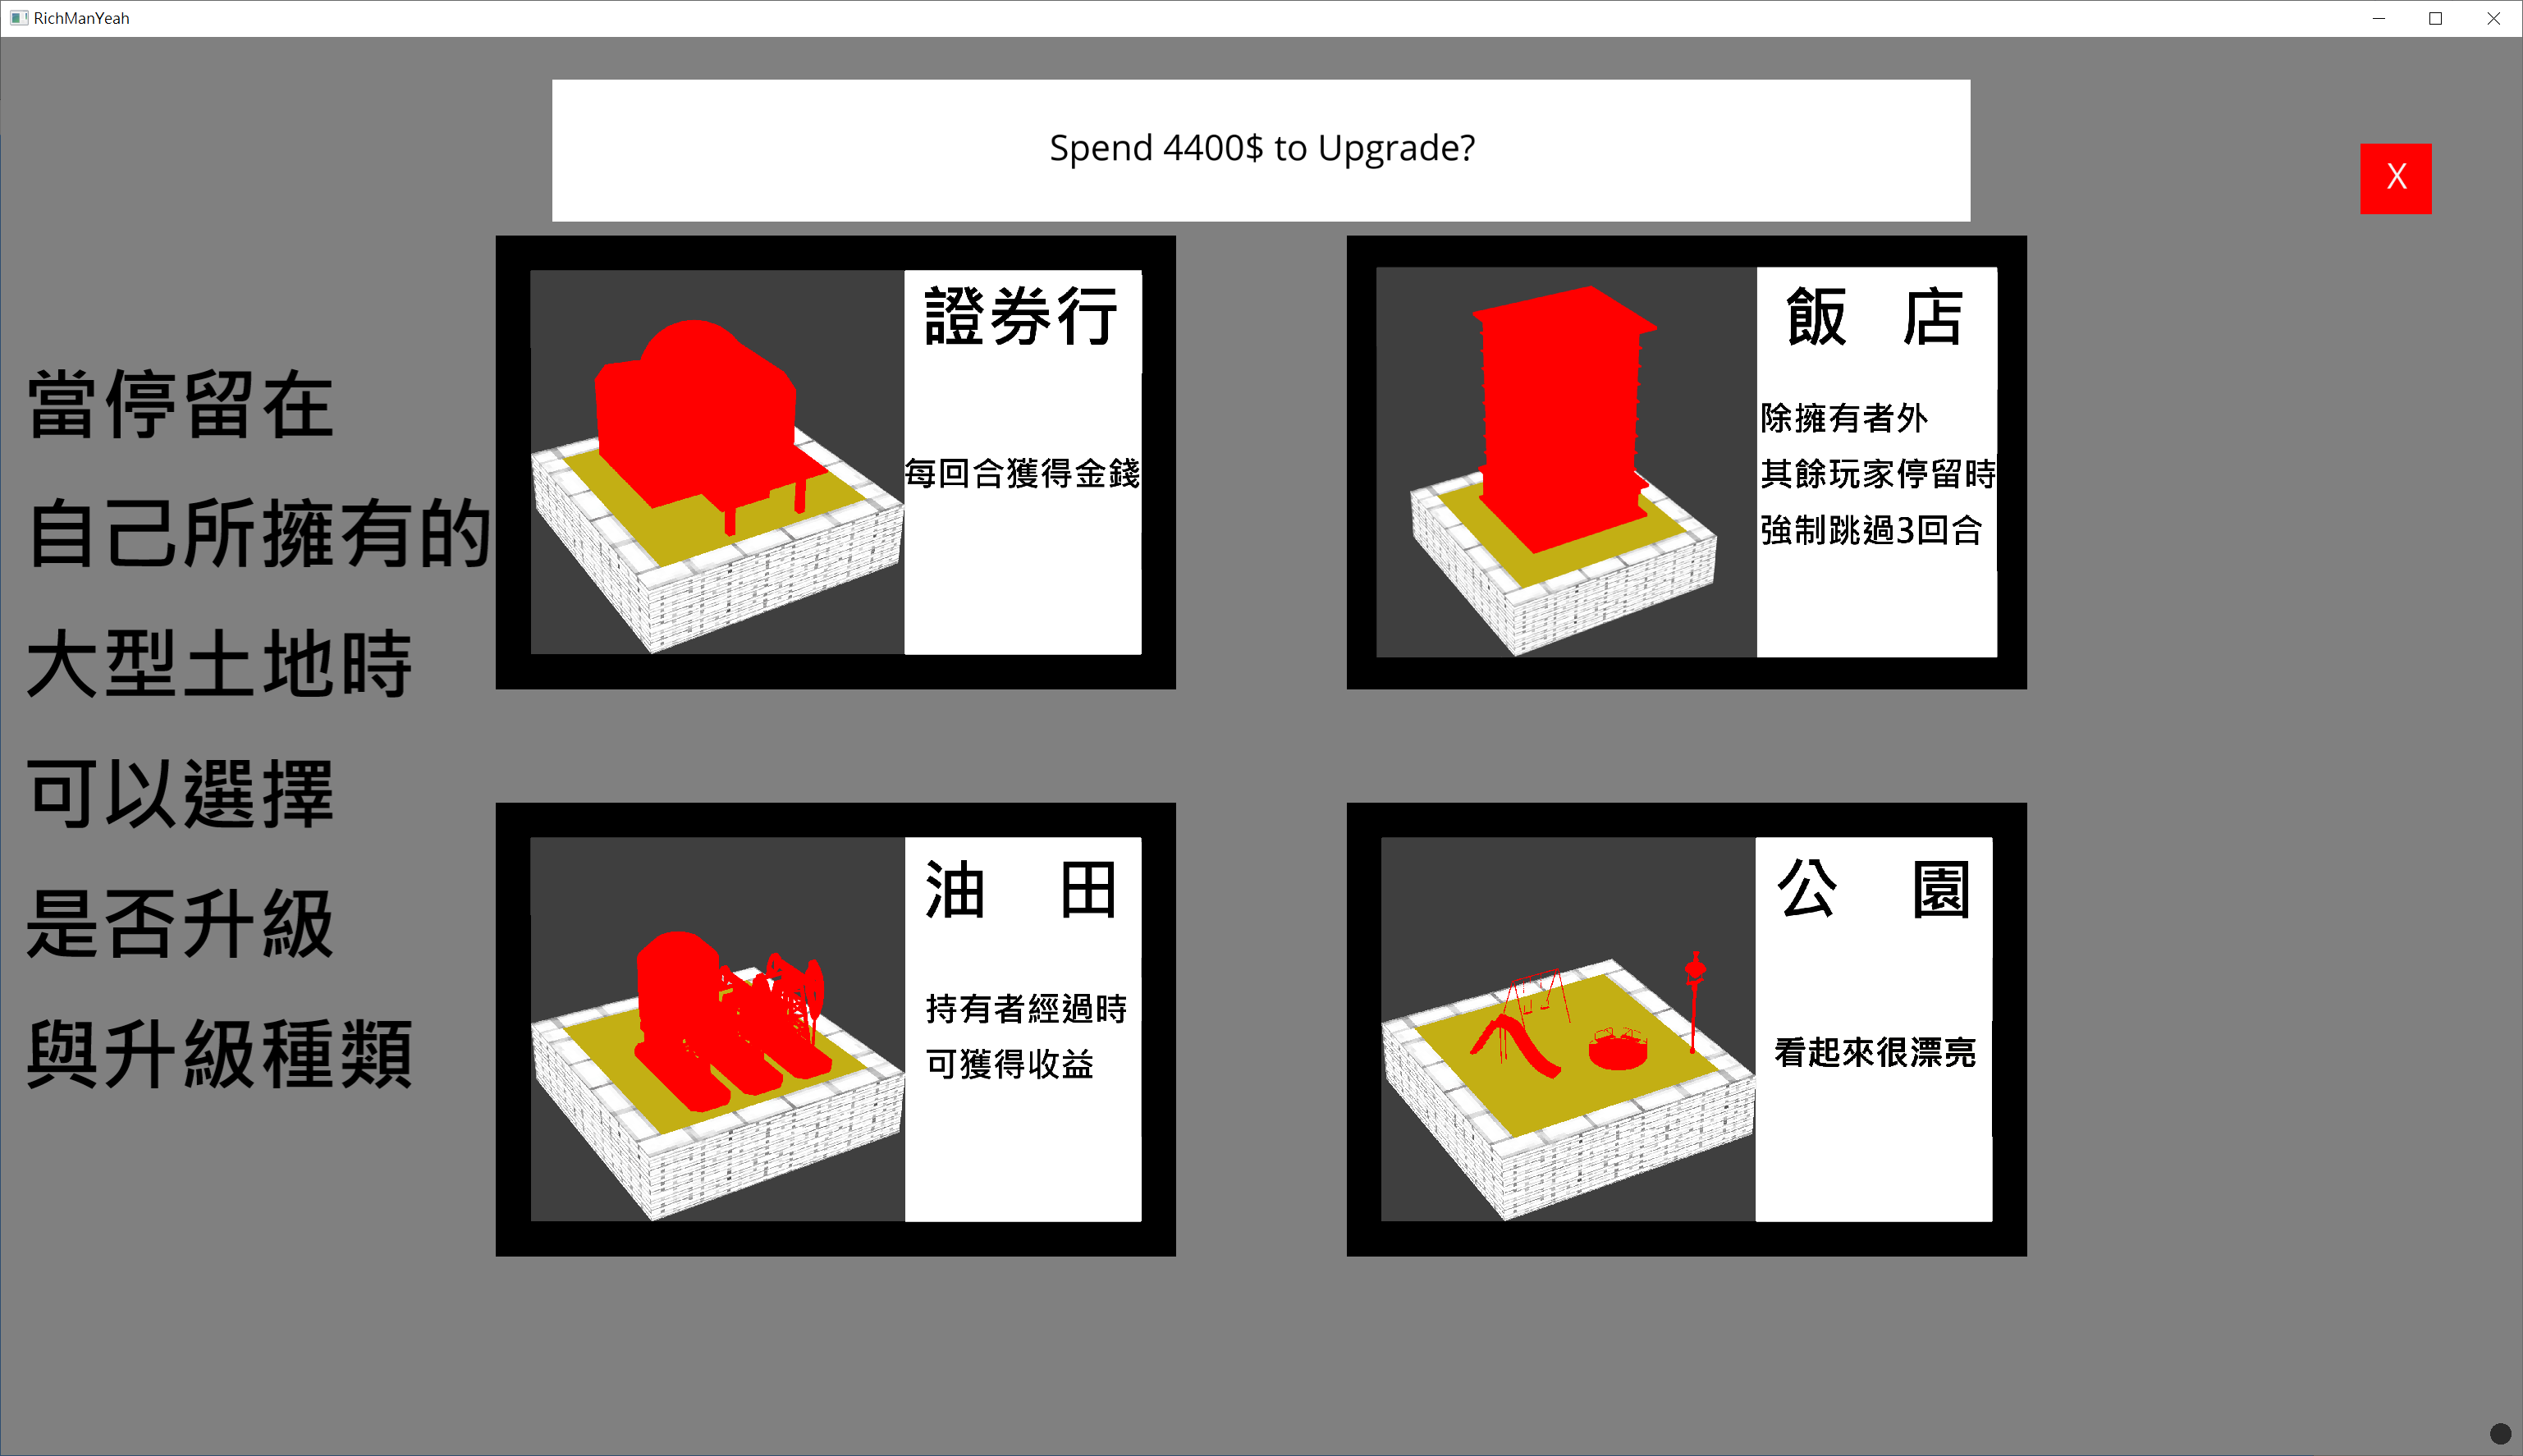 RichManYeah
Spend 4400$ to Upgrade?
X
當停留在
自己所擁有的
大型土地時
可以選擇
是否升級
與升級種類
證券行
每回合獲得金錢
飯 店
除擁有者外
其餘玩家停留時
強制跳過3回合
油 田
持有者經過時
可獲得收益
公 園
看起來很漂亮